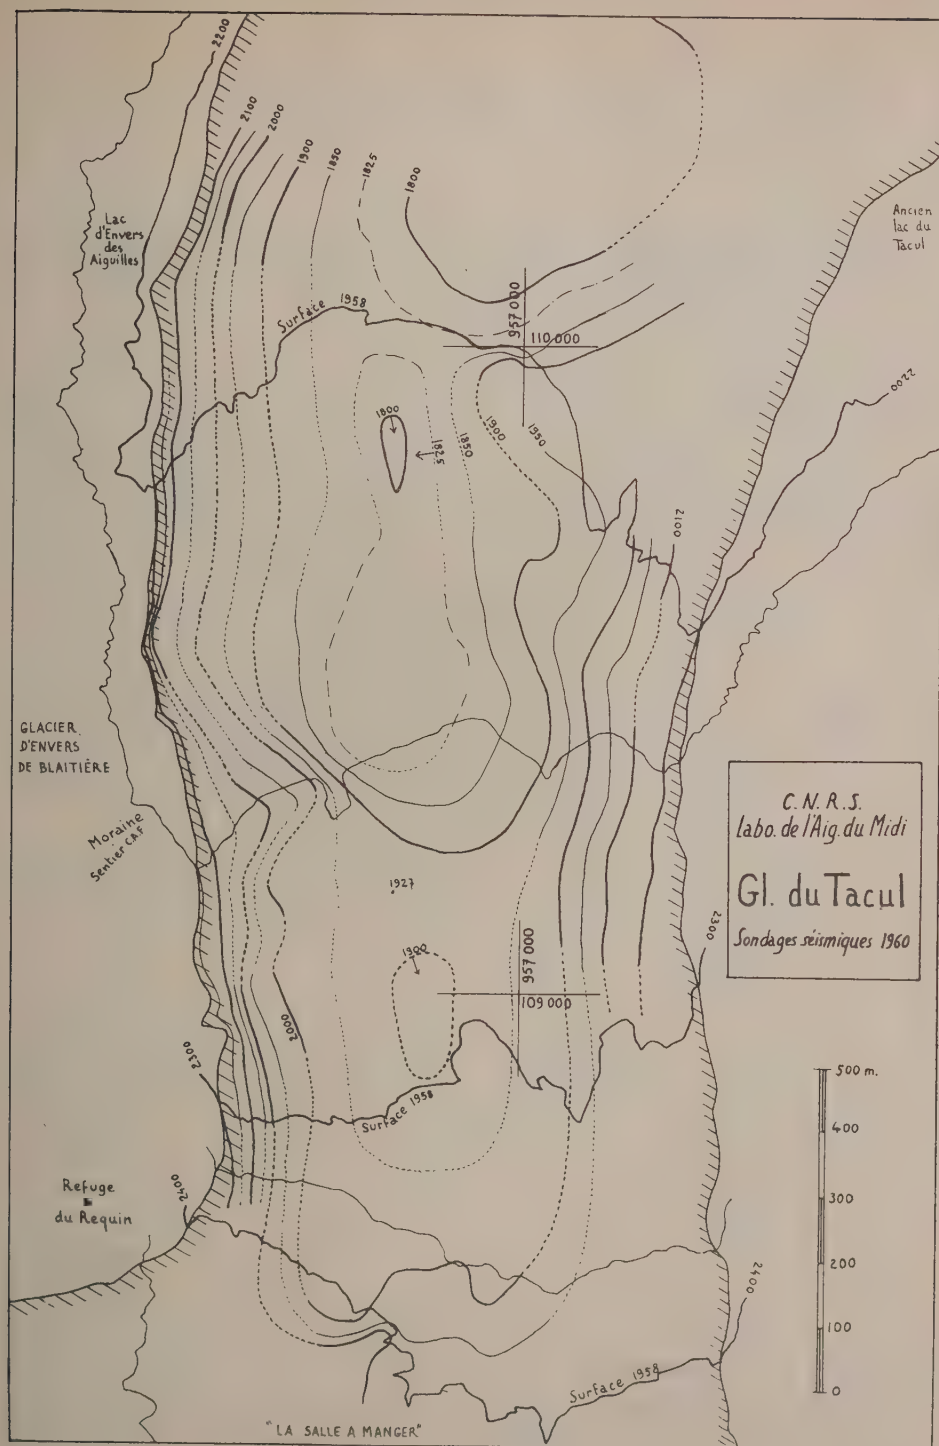 2200
2100
2000
1900
1850
1825
1800
Lac
d'Envers
des
Aiguilles
Ancien
lac du
Tacul
Surface 1958
957 000
110 000
2200
1800
1825
1850
1900
1950
2100
GLACIER
D'ENVERS
DE BLAITIÈRE
Moraine
Sentier CAF
C.N.R.S.
labo. de l'Aig. du Midi
Gl. du Tacul
Sondages séismiques 1960
1927
2300
1900
957 000
109 000
2000
2300
Surface 1958
500 m.
400
300
200
100
0
Refuge
du Requin
2400
2400
Surface 1958
"LA SALLE A MANGER"